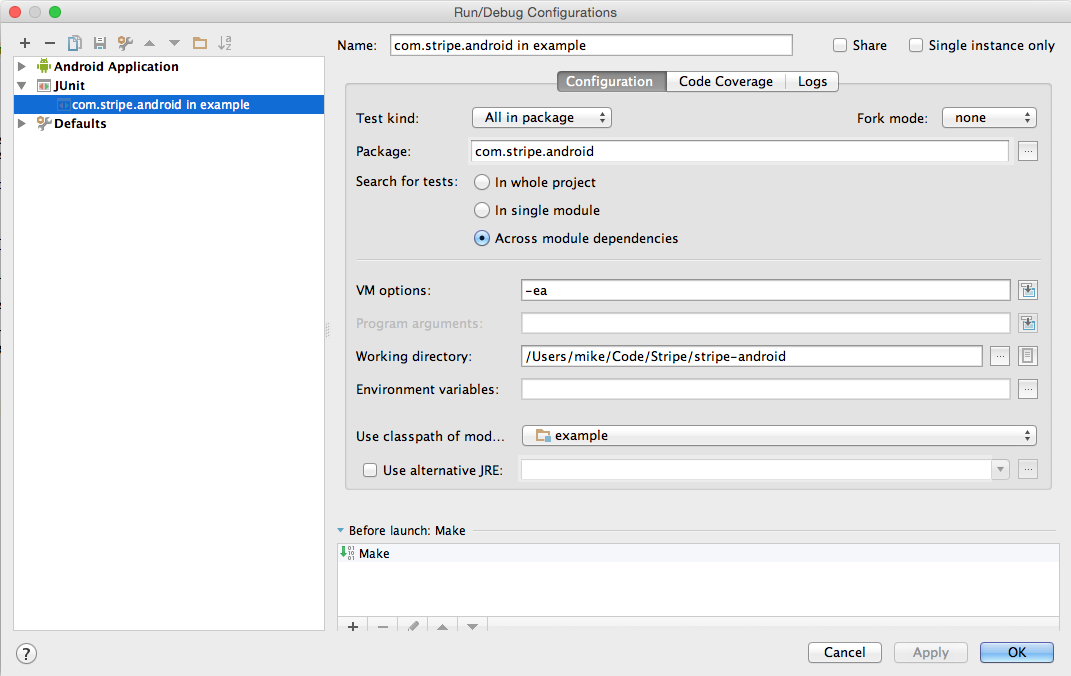 Run/Debug Configurations
Name: com.stripe.android in example Share Single instance only
Android Application
JUnit
com.stripe.android in example
Defaults
Configuration Code Coverage Logs
Test kind: All in package Fork mode: none
Package: com.stripe.android ...
Search for tests: In whole project
In single module
Across module dependencies
VM options: -ea
Program arguments:
Working directory: /Users/mike/Code/Stripe/stripe-android ...
Environment variables: ...
Use classpath of mod... example
Use alternative JRE: ...
Before launch: Make
Make
? Cancel Apply OK